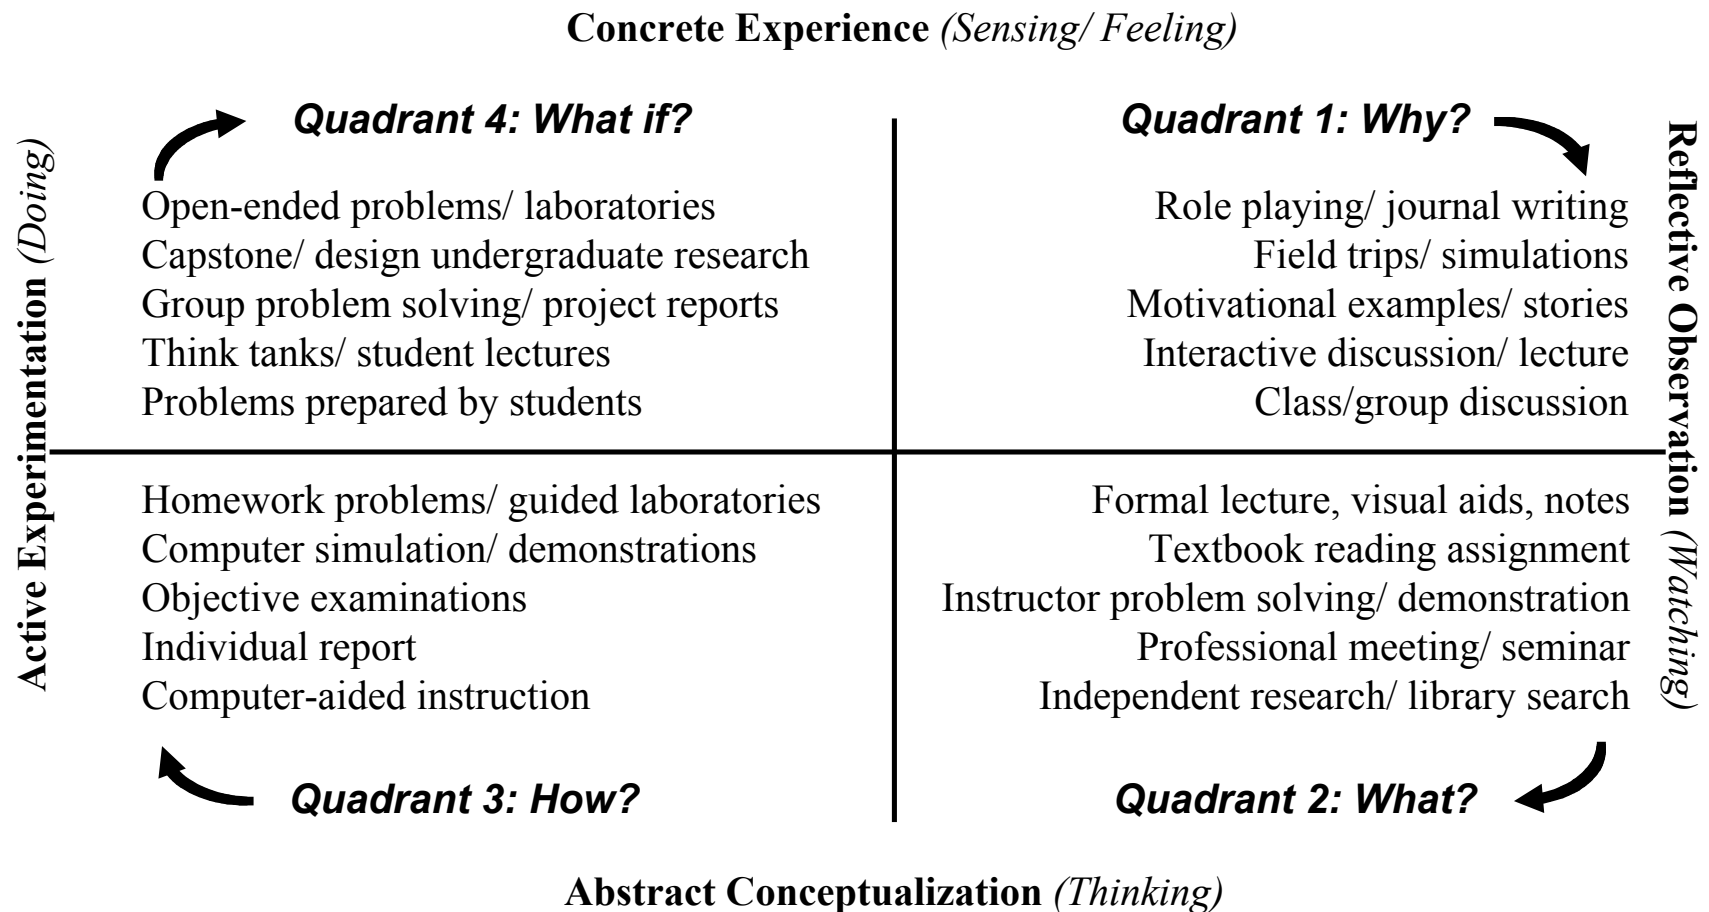 Concrete Experience (Sensing/ Feeling)
Quadrant 4: What if?
Open-ended problems/ laboratories
Capstone/ design undergraduate research
Group problem solving/ project reports
Think tanks/ student lectures
Problems prepared by students
Quadrant 1: Why?
Role playing/ journal writing
Field trips/ simulations
Motivational examples/ stories
Interactive discussion/ lecture
Class/group discussion
Active Experimentation (Doing)
Reflective Observation (Watching)
Homework problems/ guided laboratories
Computer simulation/ demonstrations
Objective examinations
Individual report
Computer-aided instruction
Quadrant 3: How?
Formal lecture, visual aids, notes
Textbook reading assignment
Instructor problem solving/ demonstration
Professional meeting/ seminar
Independent research/ library search
Quadrant 2: What?
Abstract Conceptualization (Thinking)